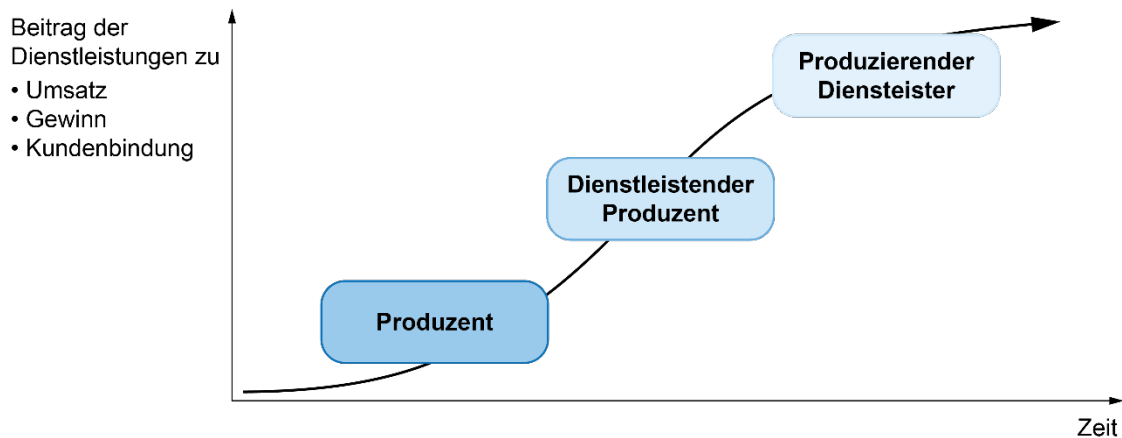 Beitrag der
Dienstleistungen zu
• Umsatz
• Gewinn
• Kundenbindung
Produzierender
Diensteister
Dienstleistender
Produzent
Produzent
Zeit